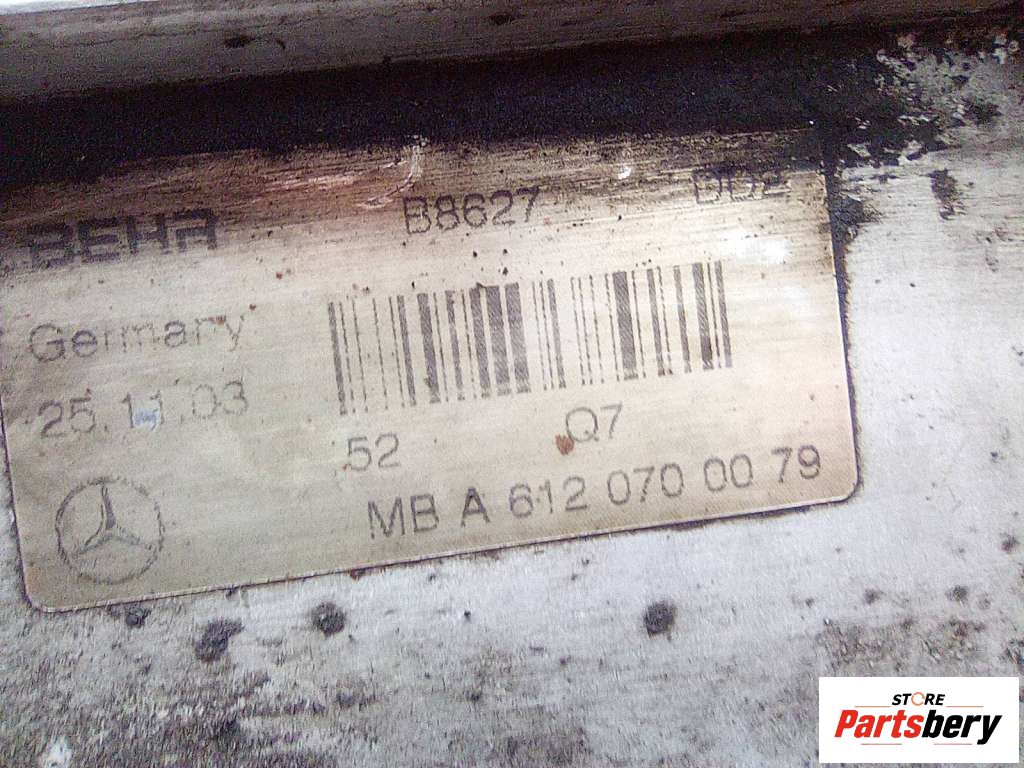 BEHR B8627
Germany
25.11.03
52 Q7
MB A 612 070 00 79
STORE
Partsbery